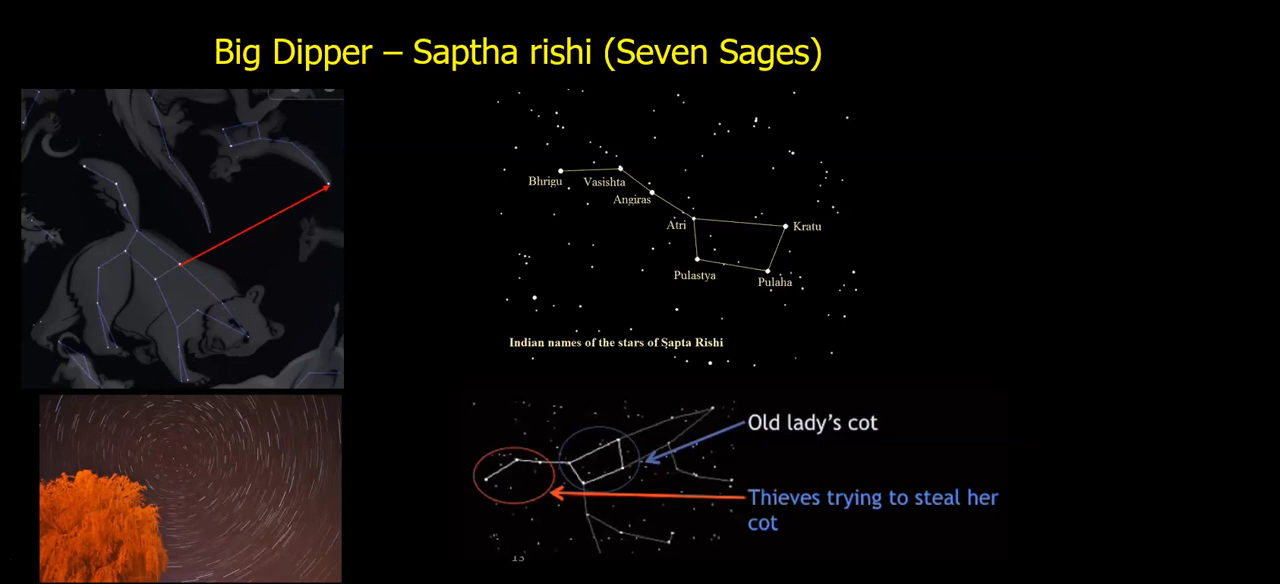 Big Dipper – Saptha rishi (Seven Sages)
Bhrigu
Vasishta
Angiras
Atri
Kratu
Pulastya
Pulaha
Indian names of the stars of Sapta Rishi
Old lady's cot
Thieves trying to steal her
cot
13